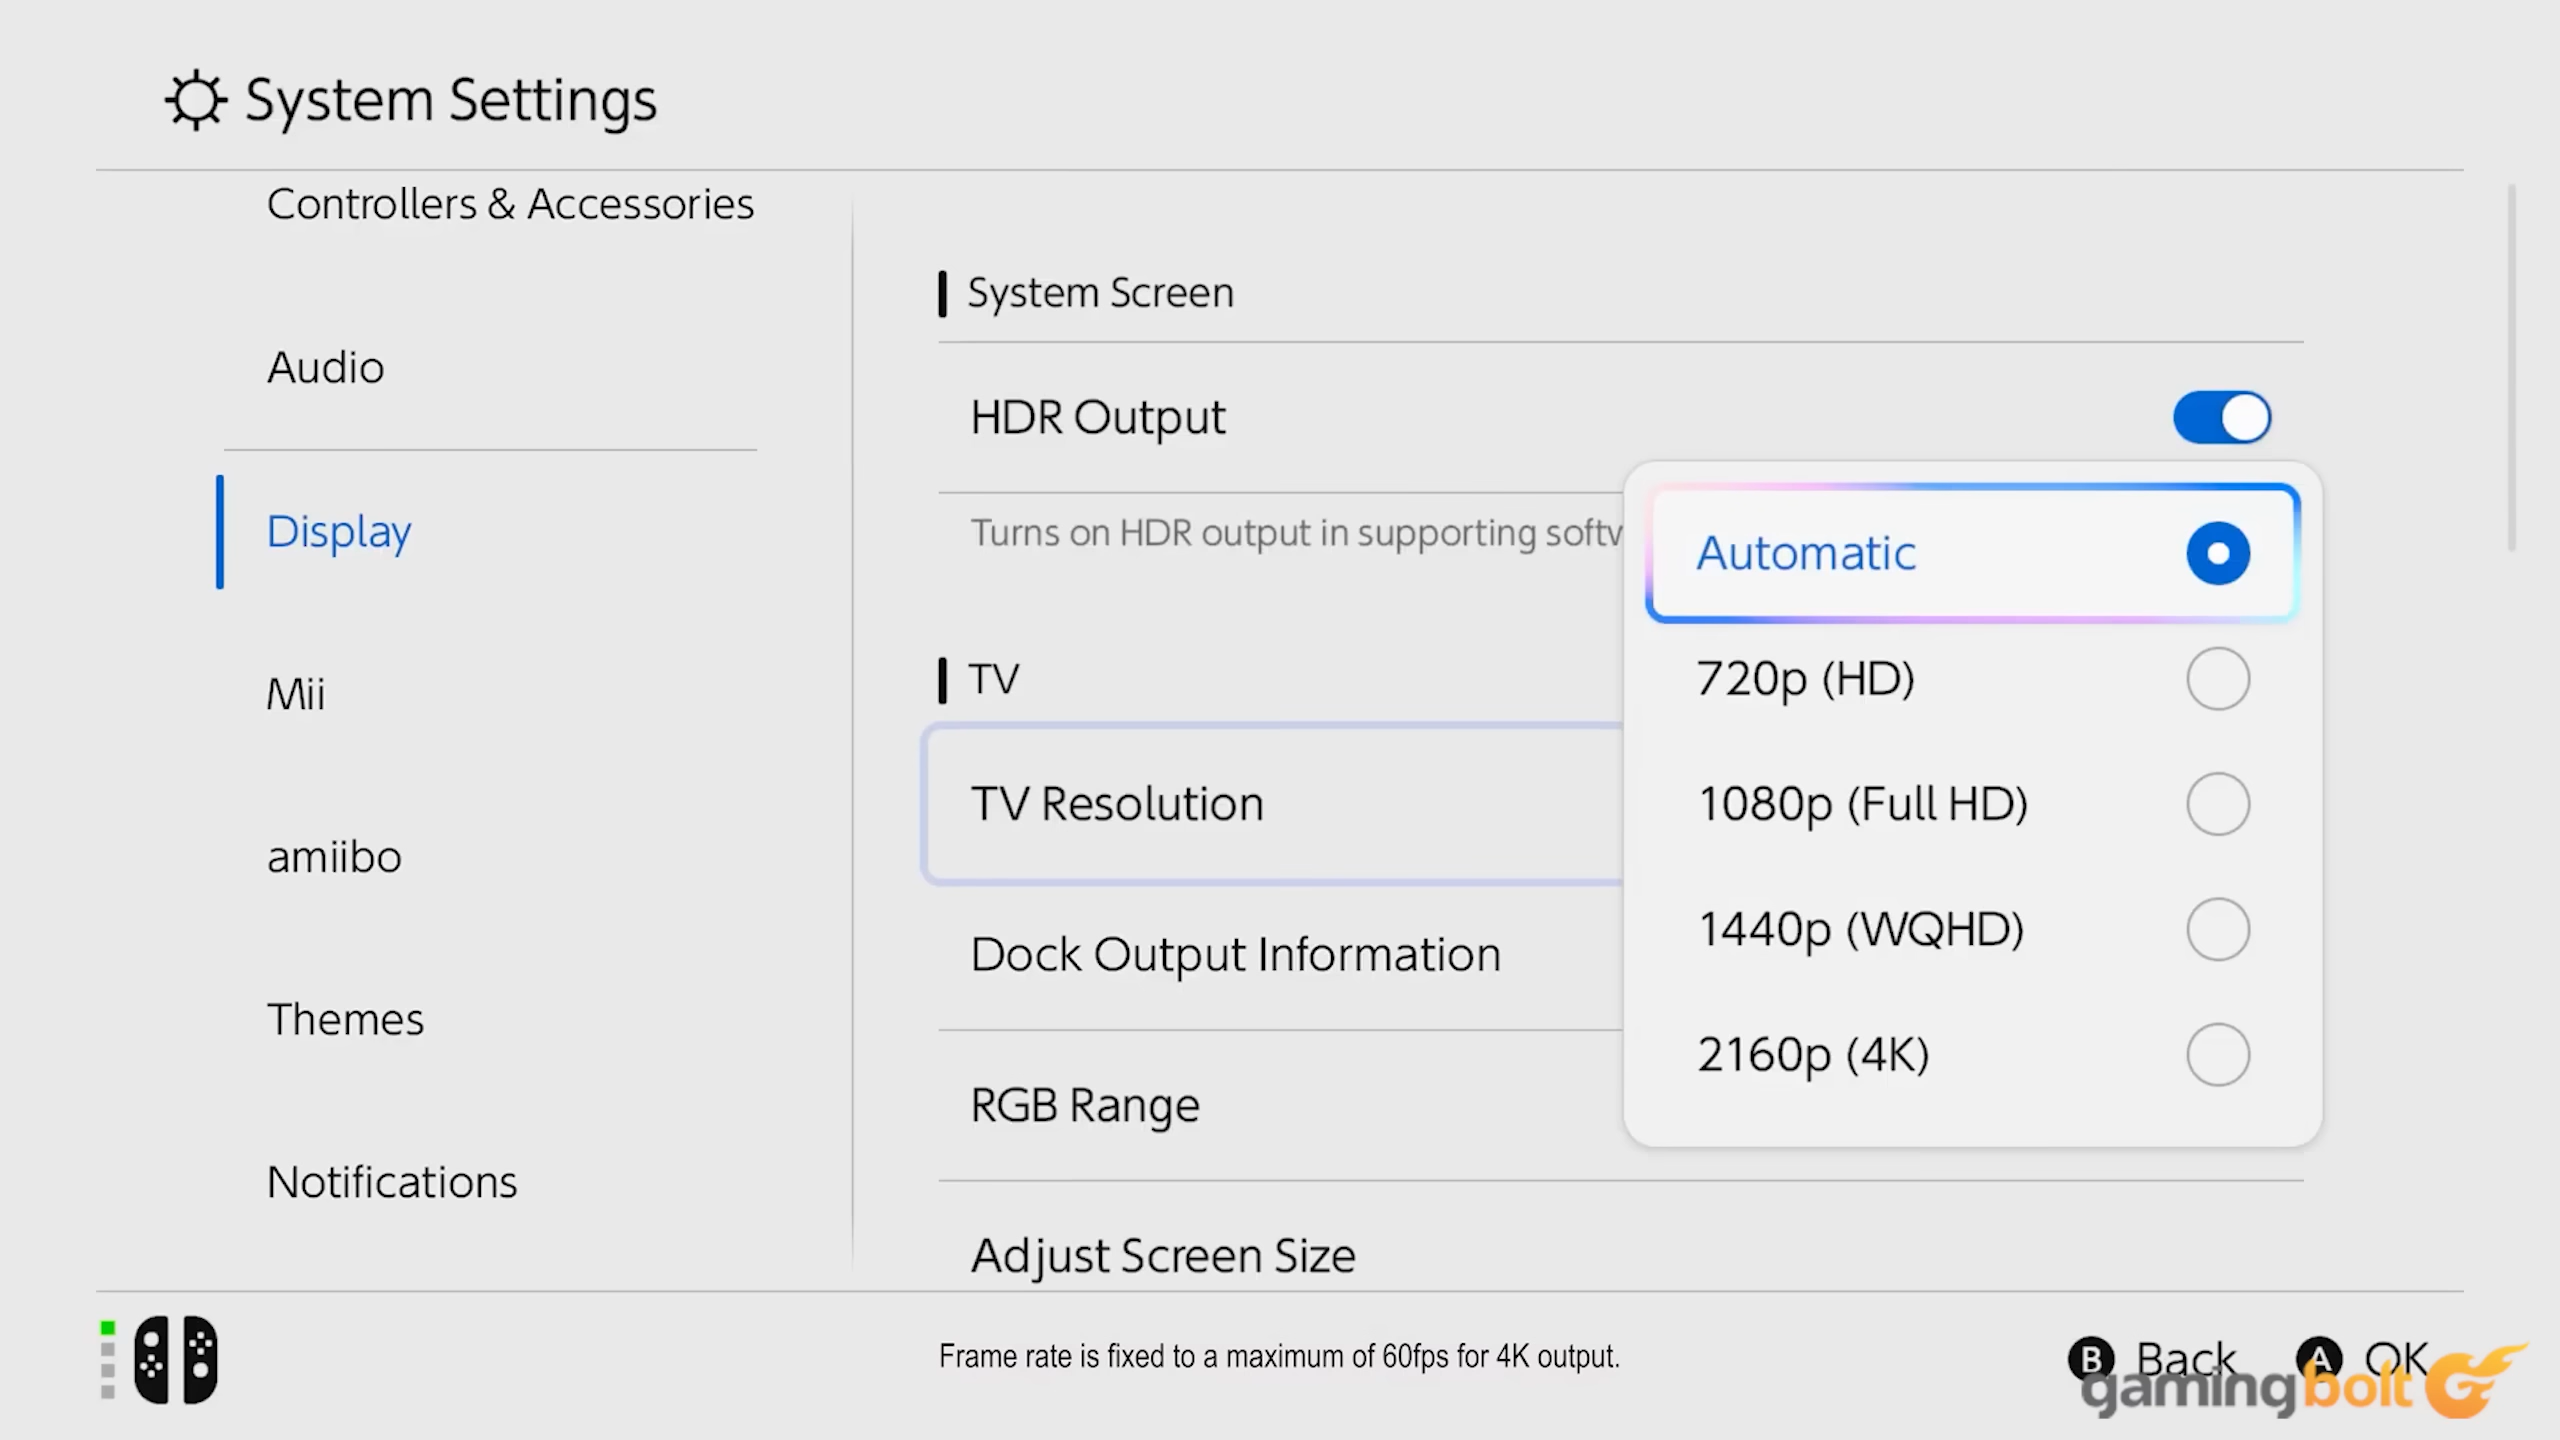 System Settings
Controllers & Accessories
Audio
Display
Mii
amiibo
Themes
Notifications
System Screen
HDR Output
Turns on HDR output in supporting
TV
TV Resolution
Dock Output Information
RGB Range
Adjust Screen Size
Automatic
720p (HD)
1080p (Full HD)
1440p (WQHD)
2160p (4K)
Frame rate is fixed to a maximum of 60fps for 4K output.
B Back A OK
gamingbolt